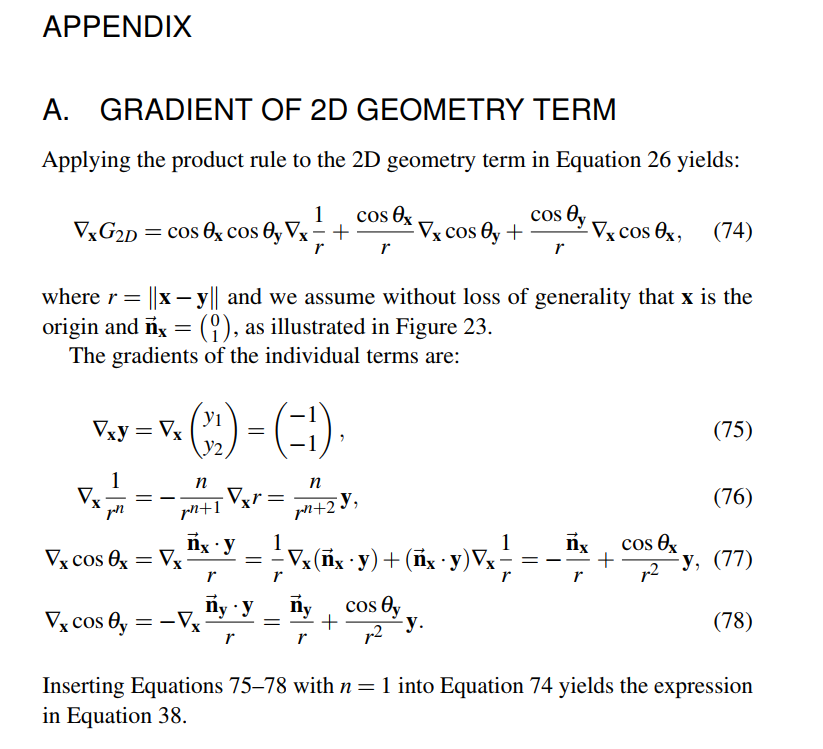 APPENDIX
A. GRADIENT OF 2D GEOMETRY TERM
Applying the product rule to the 2D geometry term in Equation 26 yields:
$\nabla_{\mathbf{x}} G_{2D} = \cos\theta_{\mathbf{x}} \cos\theta_{\mathbf{y}} \nabla_{\mathbf{x}} \frac{1}{r} + \frac{\cos\theta_{\mathbf{x}}}{r} \nabla_{\mathbf{x}} \cos\theta_{\mathbf{y}} + \frac{\cos\theta_{\mathbf{y}}}{r} \nabla_{\mathbf{x}} \cos\theta_{\mathbf{x}},$ (74)
where $r = \|\mathbf{x} - \mathbf{y}\|$ and we assume without loss of generality that $\mathbf{x}$ is the
origin and $\vec{\mathbf{n}}_{\mathbf{x}} = \binom{0}{1}$, as illustrated in Figure 23.
The gradients of the individual terms are:
$\nabla_{\mathbf{x}} \mathbf{y} = \nabla_{\mathbf{x}} \begin{pmatrix} y_1 \\ y_2 \end{pmatrix} = \begin{pmatrix} -1 \\ -1 \end{pmatrix},$ (75)
$\nabla_{\mathbf{x}} \frac{1}{r^n} = -\frac{n}{r^{n+1}} \nabla_{\mathbf{x}} r = \frac{n}{r^{n+2}} \mathbf{y},$ (76)
$\nabla_{\mathbf{x}} \cos\theta_{\mathbf{x}} = \nabla_{\mathbf{x}} \frac{\vec{\mathbf{n}}_{\mathbf{x}} \cdot \mathbf{y}}{r} = \frac{1}{r} \nabla_{\mathbf{x}} (\vec{\mathbf{n}}_{\mathbf{x}} \cdot \mathbf{y}) + (\vec{\mathbf{n}}_{\mathbf{x}} \cdot \mathbf{y}) \nabla_{\mathbf{x}} \frac{1}{r} = -\frac{\vec{\mathbf{n}}_{\mathbf{x}}}{r} + \frac{\cos\theta_{\mathbf{x}}}{r^2} \mathbf{y},$ (77)
$\nabla_{\mathbf{x}} \cos\theta_{\mathbf{y}} = -\nabla_{\mathbf{x}} \frac{\vec{\mathbf{n}}_{\mathbf{y}} \cdot \mathbf{y}}{r} = \frac{\vec{\mathbf{n}}_{\mathbf{y}}}{r} + \frac{\cos\theta_{\mathbf{y}}}{r^2} \mathbf{y}.$ (78)
Inserting Equations 75–78 with $n = 1$ into Equation 74 yields the expression
in Equation 38.